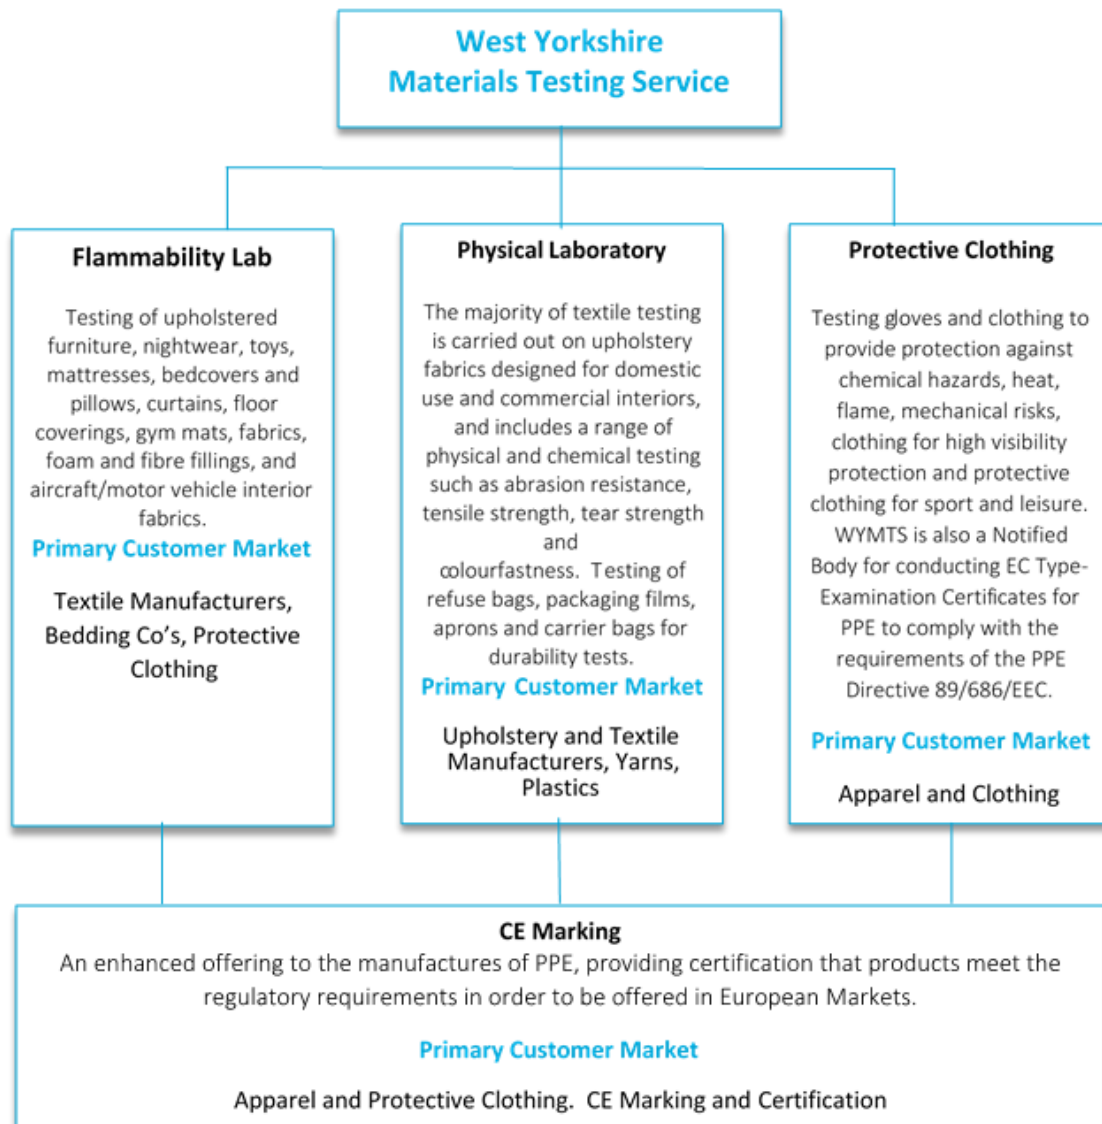 West Yorkshire
Materials Testing Service
Flammability Lab
Testing of upholstered
furniture, nightwear, toys,
mattresses, bedcovers and
pillows, curtains, floor
coverings, gym mats, fabrics,
foam and fibre fillings, and
aircraft/motor vehicle interior
fabrics.
Primary Customer Market
Textile Manufacturers,
Bedding Co's, Protective
Clothing
Physical Laboratory
The majority of textile testing
is carried out on upholstery
fabrics designed for domestic
use and commercial interiors,
and includes a range of
physical and chemical testing
such as abrasion resistance,
tensile strength, tear strength
and
colourfastness. Testing of
refuse bags, packaging films,
aprons and carrier bags for
durability tests.
Primary Customer Market
Upholstery and Textile
Manufacturers, Yarns,
Plastics
Protective Clothing
Testing gloves and clothing to
provide protection against
chemical hazards, heat,
flame, mechanical risks,
clothing for high visibility
protection and protective
clothing for sport and leisure.
WYMTS is also a Notified
Body for conducting EC Type-
Examination Certificates for
PPE to comply with the
requirements of the PPE
Directive 89/686/EEC.
Primary Customer Market
Apparel and Clothing
CE Marking
An enhanced offering to the manufactures of PPE, providing certification that products meet the
regulatory requirements in order to be offered in European Markets.
Primary Customer Market
Apparel and Protective Clothing. CE Marking and Certification